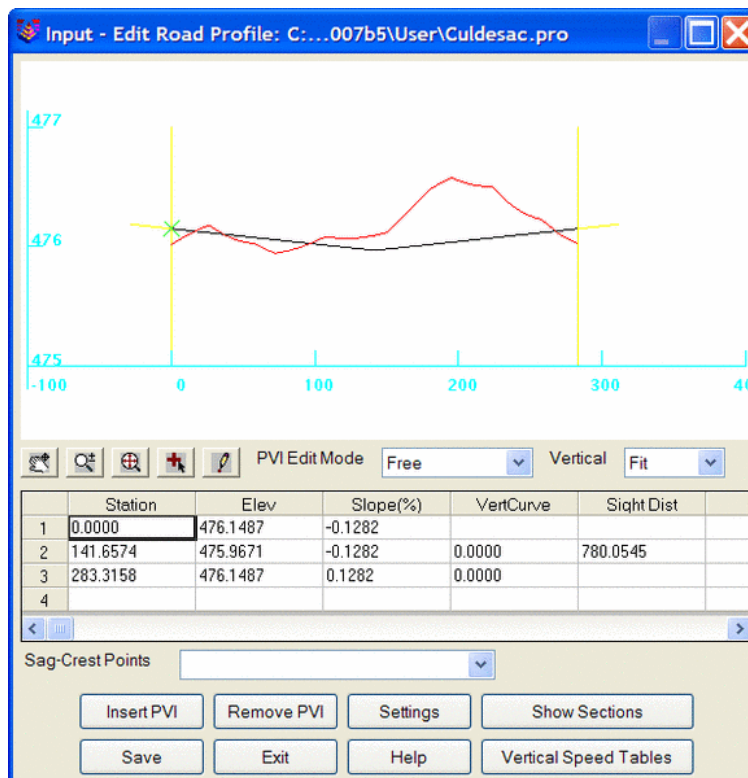 Input - Edit Road Profile: C:...007b5\User\Culdesac.pro
477
476
475
-100 0 100 200 300 40
PVI Edit Mode Free Vertical Fit
Station Elev Slope(%) VertCurve Sight Dist
1 0.0000 476.1487 -0.1282
2 141.6574 475.9671 -0.1282 0.0000 780.0545
3 283.3158 476.1487 0.1282 0.0000
4
Sag-Crest Points
Insert PVI Remove PVI Settings Show Sections
Save Exit Help Vertical Speed Tables